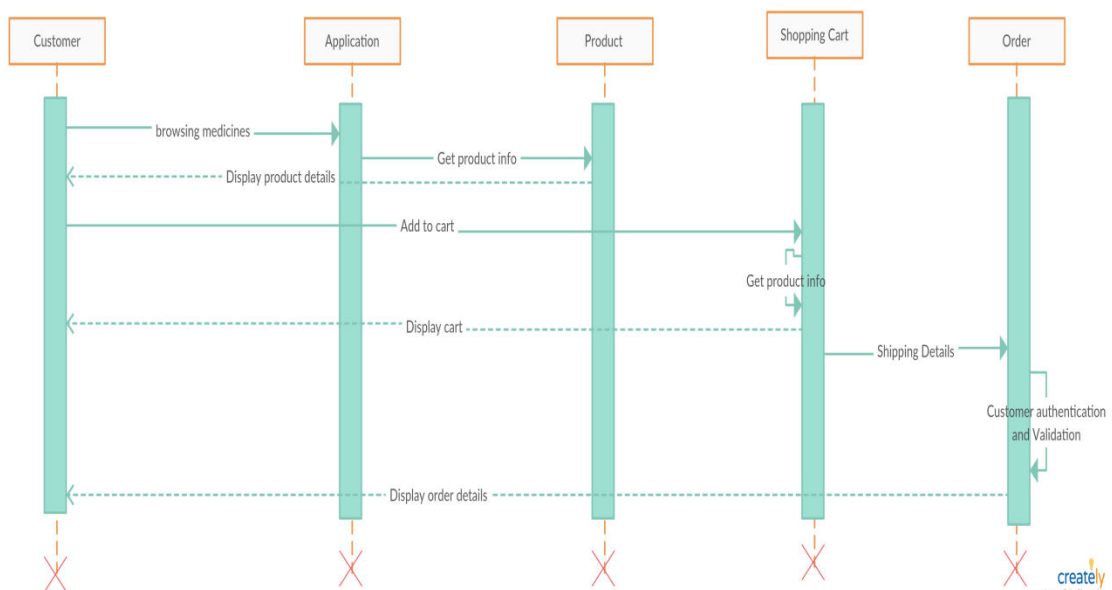 Customer
Application
Product
Shopping Cart
Order
browsing medicines
Get product info
Display product details
Add to cart
Get product info
Display cart
Shipping Details
Customer authentication
and Validation
Display order details
creately